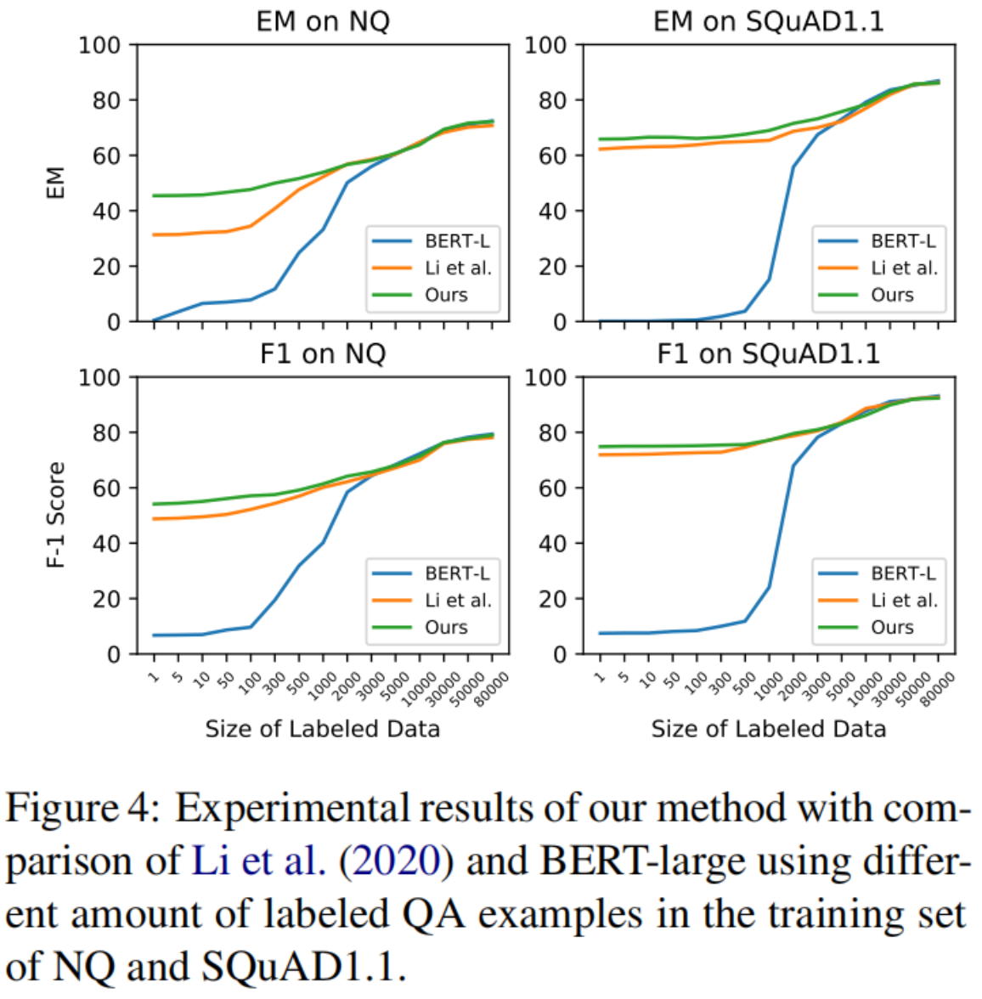 EM on NQ
EM on SQuAD1.1
100
80
60
40
20
0
EM
BERT-L
Li et al.
Ours
100
80
60
40
20
0
BERT-L
Li et al.
Ours
F1 on NQ
F1 on SQuAD1.1
100
80
60
40
20
0
F-1 Score
BERT-L
Li et al.
Ours
1 5 10 50 100 300 500 1000 2000 3000 5000 10000 30000 50000 80000
Size of Labeled Data
100
80
60
40
20
0
BERT-L
Li et al.
Ours
1 5 10 50 100 300 500 1000 2000 3000 5000 10000 30000 50000 80000
Size of Labeled Data
Figure 4: Experimental results of our method with com-
parison of Li et al. (2020) and BERT-large using differ-
ent amount of labeled QA examples in the training set
of NQ and SQuAD1.1.